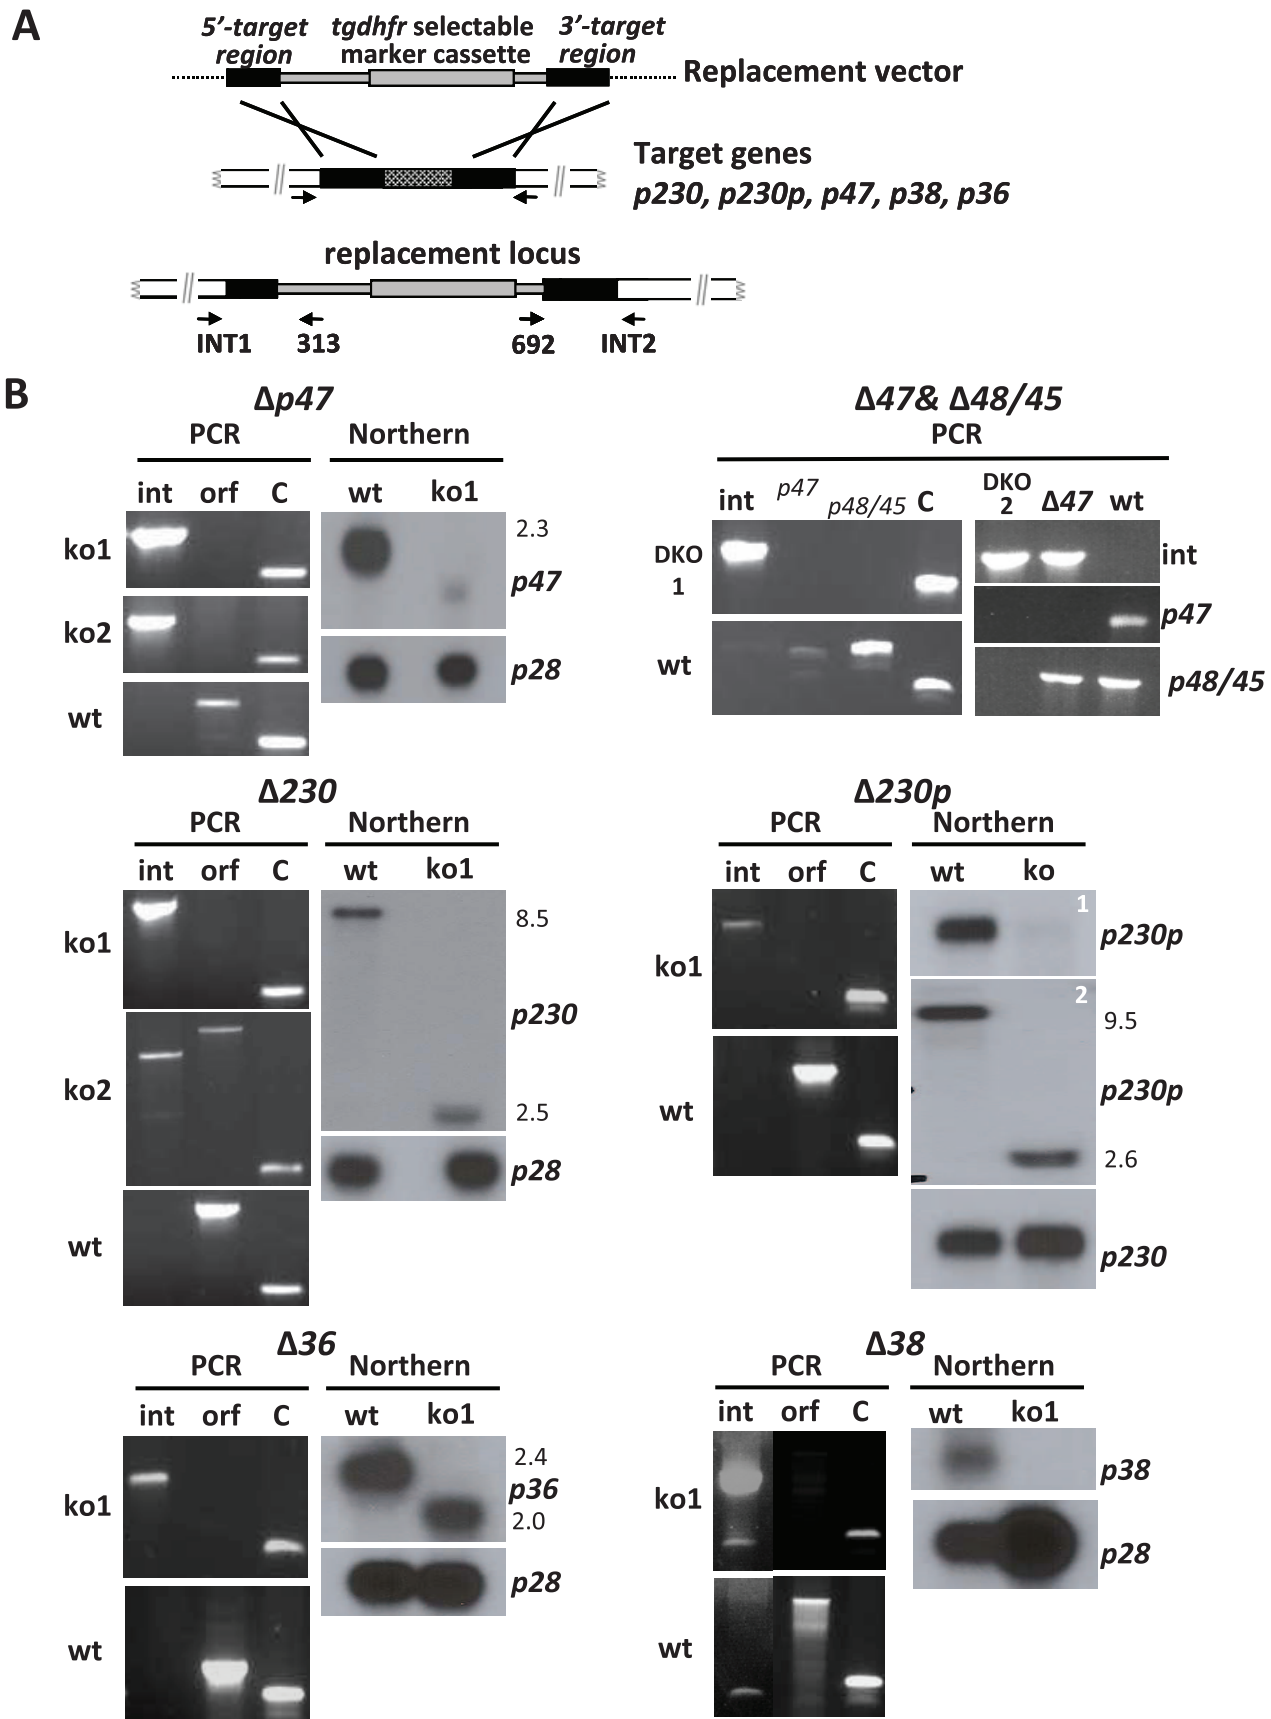 A
5’-target region
tgdhfr selectable marker cassette
3’-target region
Replacement vector
Target genes
p230, p230p, p47, p38, p36
replacement locus
INT1 313 692 INT2
B
Δp47
PCR Northern
int orf C wt ko1
ko1
ko2
wt
2.3
p47
p28
Δ47& Δ48/45
PCR
int p47 p48/45 C
DKO 2 Δ47 wt
DKO 1
wt
int
p47
p48/45
Δ230
PCR Northern
int orf C wt ko1
ko1
ko2
wt
8.5
p230
2.5
p28
Δ230p
PCR Northern
int orf C wt ko
ko1
wt
1
p230p
2
9.5
p230p
2.6
p230
Δ36
PCR Northern
int orf C wt ko1
ko1
wt
2.4
p36
2.0
p28
Δ38
PCR Northern
int orf C wt ko1
ko1
wt
p38
p28